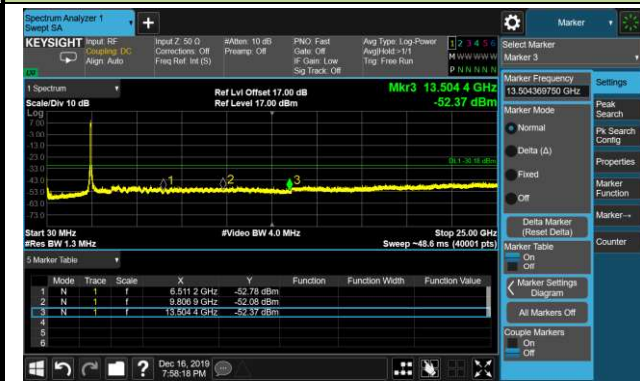 Spectrum Analyzer 1
Swept SA
Marker
KEYSIGHT
Input: RF
Coupling: DC
Align: Auto
Input Z: 50 Ω
Corrections: Off
Freq Ref: Int (S)
#Atten: 10 dB
Preamp: Off
PNO: Fast
Gate: Off
IF Gain: Low
Sig Track: Off
Avg Type: Log-Power
Avg|Hold:>1/1
Trig: Free Run
1 2 3 4 5 6
M W W W W W
P N N N N N
Select Marker
Marker 3
1 Spectrum
Scale/Div 10 dB
Ref Lvl Offset 17.00 dB
Ref Level 17.00 dBm
Mkr3 13.504 4 GHz
-52.37 dBm
Log
7.00
-3.00
-13.0
-23.0
-33.0
-43.0
-53.0
-63.0
-73.0
1
2
3
Start 30 MHz
#Res BW 1.3 MHz
#Video BW 4.0 MHz
Stop 25.00 GHz
Sweep ~48.6 ms (40001 pts)
5 Marker Table
Mode Trace Scale X Y Function Function Width Function Value
1 N 1 f 6.511 2 GHz -52.78 dBm
2 N 1 f 9.806 9 GHz -52.08 dBm
3 N 1 f 13.504 4 GHz -52.37 dBm
4
5
6
Marker Frequency
13.504369750 GHz
Marker Mode
Normal
Delta (Δ)
Fixed
Off
Delta Marker
(Reset Delta)
Marker Table
On
Off
Marker Settings
Diagram
All Markers Off
Couple Markers
On
Off
Settings
Peak
Search
Pk Search
Config
Properties
Marker
Function
Marker→
Counter
Dec 16, 2019
7:58:18 PM